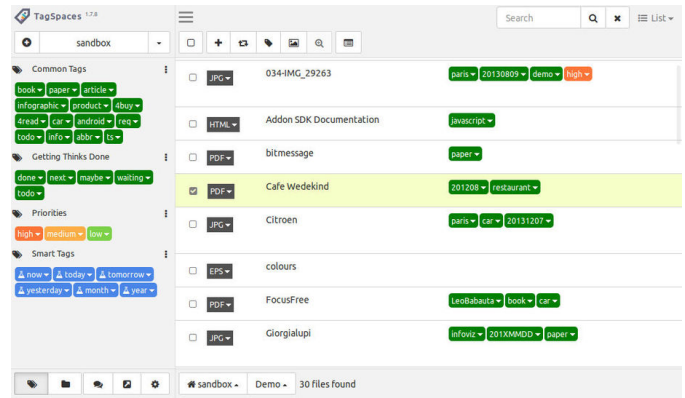 TagSpaces 1.7.8
Search
List
sandbox
Common Tags
book paper article
infographic product 4buy
4read car android req
todo info abbr ts
Getting Thinks Done
done next maybe waiting
todo
Priorities
high medium low
Smart Tags
now today tomorrow
yesterday month year
JPG 034-IMG_29263 paris 20130809 demo high
HTML Addon SDK Documentation javascript
PDF bitmessage paper
PDF Cafe Wedekind 201208 restaurant
JPG Citroen paris car 20131207
EPS colours
PDF FocusFree LeoBabauta book car
JPG Giorgialupi infoviz 201XMMDD paper
sandbox Demo 30 files found